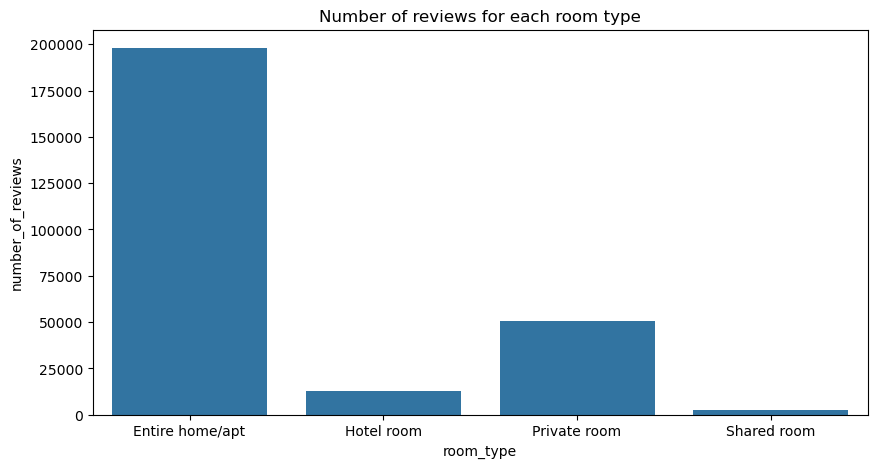 Number of reviews for each room type
number_of_reviews
200000
175000
150000
125000
100000
75000
50000
25000
0
Entire home/apt
Hotel room
Private room
Shared room
room_type